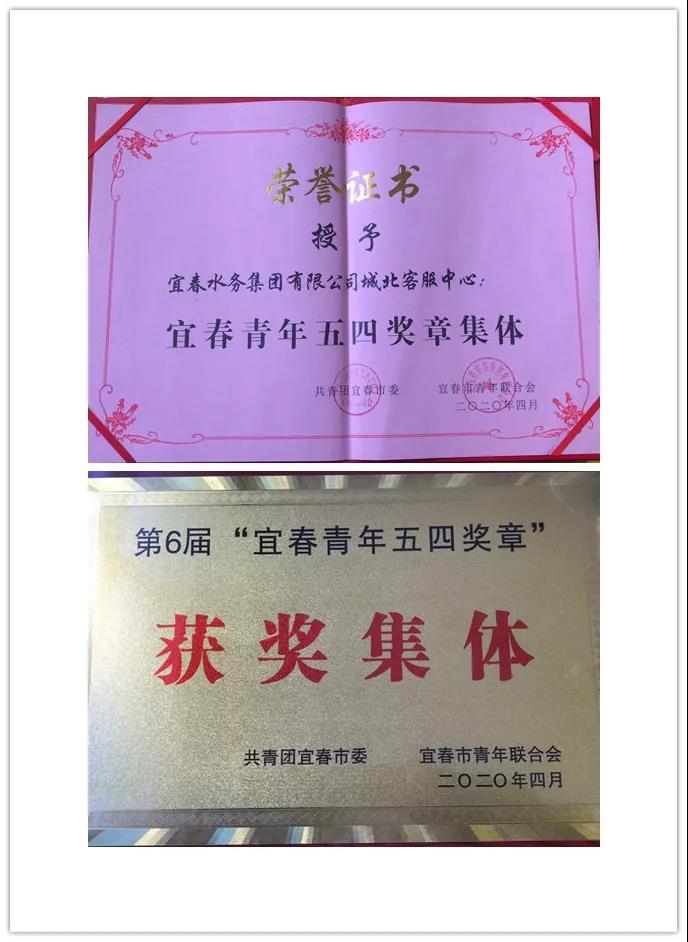 荣誉证书
授予
宜春水务集团有限公司城北客服中心：
宜春青年五四奖章集体
共青团宜春市委 宜春市青年联合会
二〇二〇年四月
第6届“宜春青年五四奖章”
获奖集体
共青团宜春市委 宜春市青年联合会
二〇二〇年四月